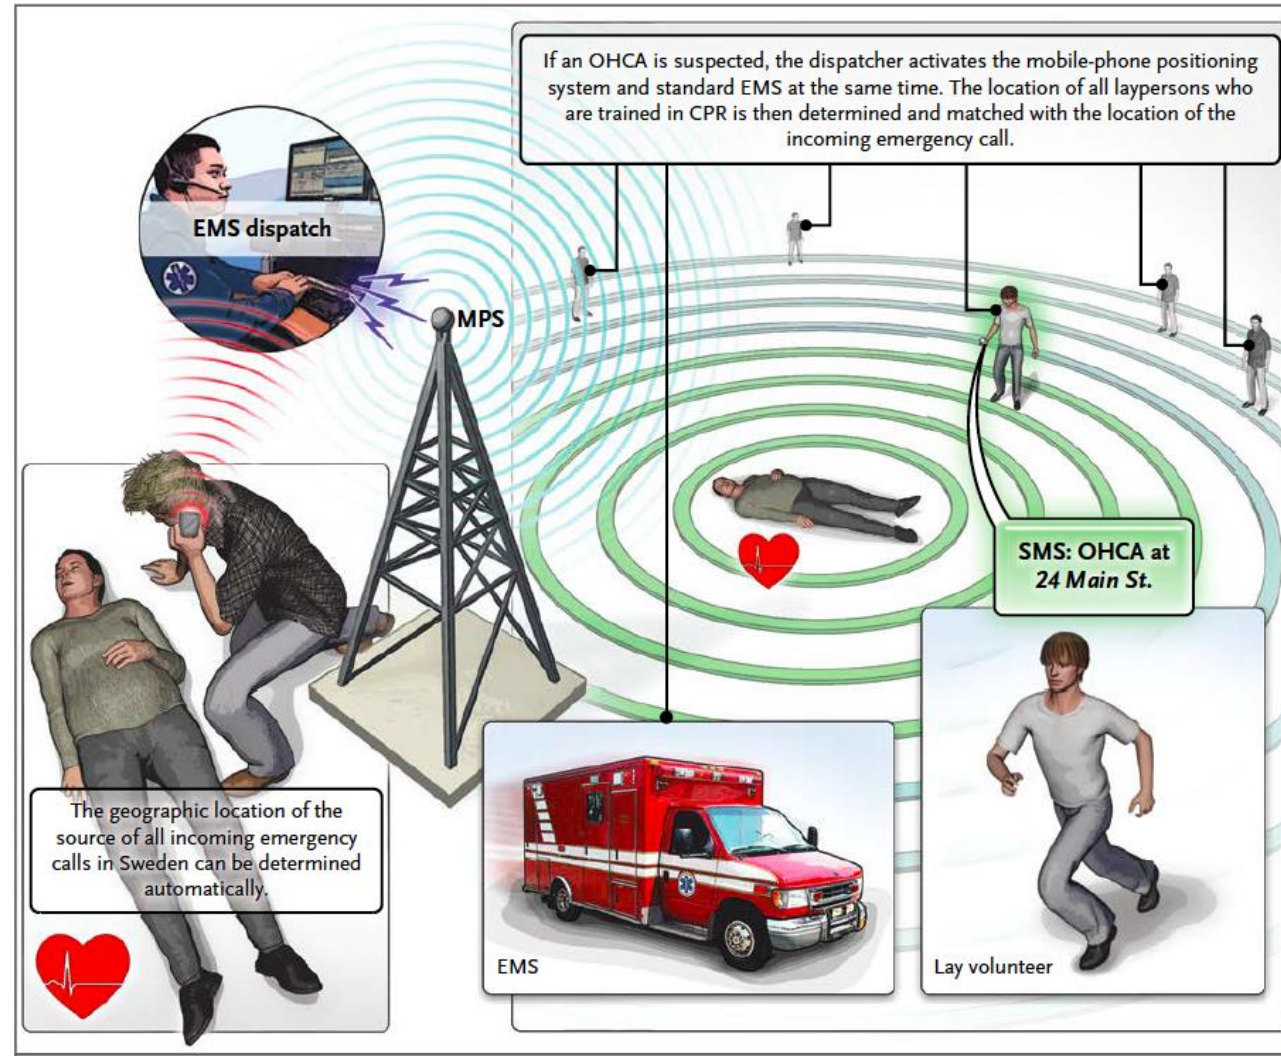 If an OHCA is suspected, the dispatcher activates the mobile-phone positioning
system and standard EMS at the same time. The location of all laypersons who
are trained in CPR is then determined and matched with the location of the
incoming emergency call.
EMS dispatch
MPS
SMS: OHCA at
24 Main St.
The geographic location of the
source of all incoming emergency
calls in Sweden can be determined
automatically.
EMS
Lay volunteer